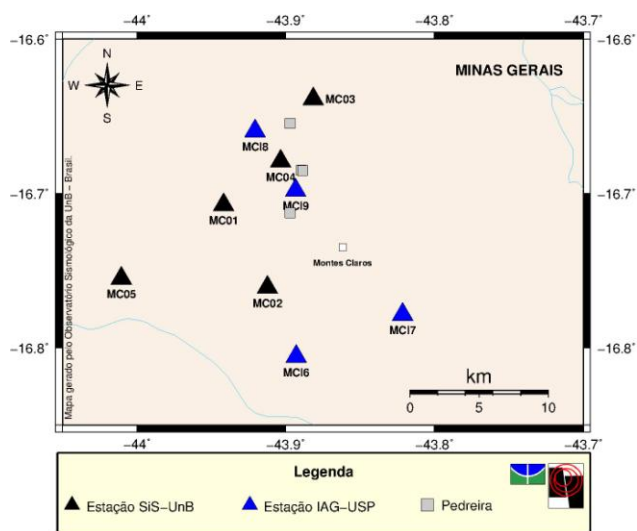 −44˚ −43.9˚ −43.8˚ −43.7˚
−16.6˚ −16.6˚
MINAS GERAIS
N
W E
S
MC03
MCI8
MC04
−16.7˚ −16.7˚
MCI9
MC01
Montes Claros
MC05
MC02
MCI7
−16.8˚ −16.8˚
MCI6
km
0 5 10
Mapa gerado pelo Observatório Sismológico da UnB − Brasil.
−44˚ −43.9˚ −43.8˚ −43.7˚
Legenda
Estação SiS−UnB Estação IAG−USP Pedreira